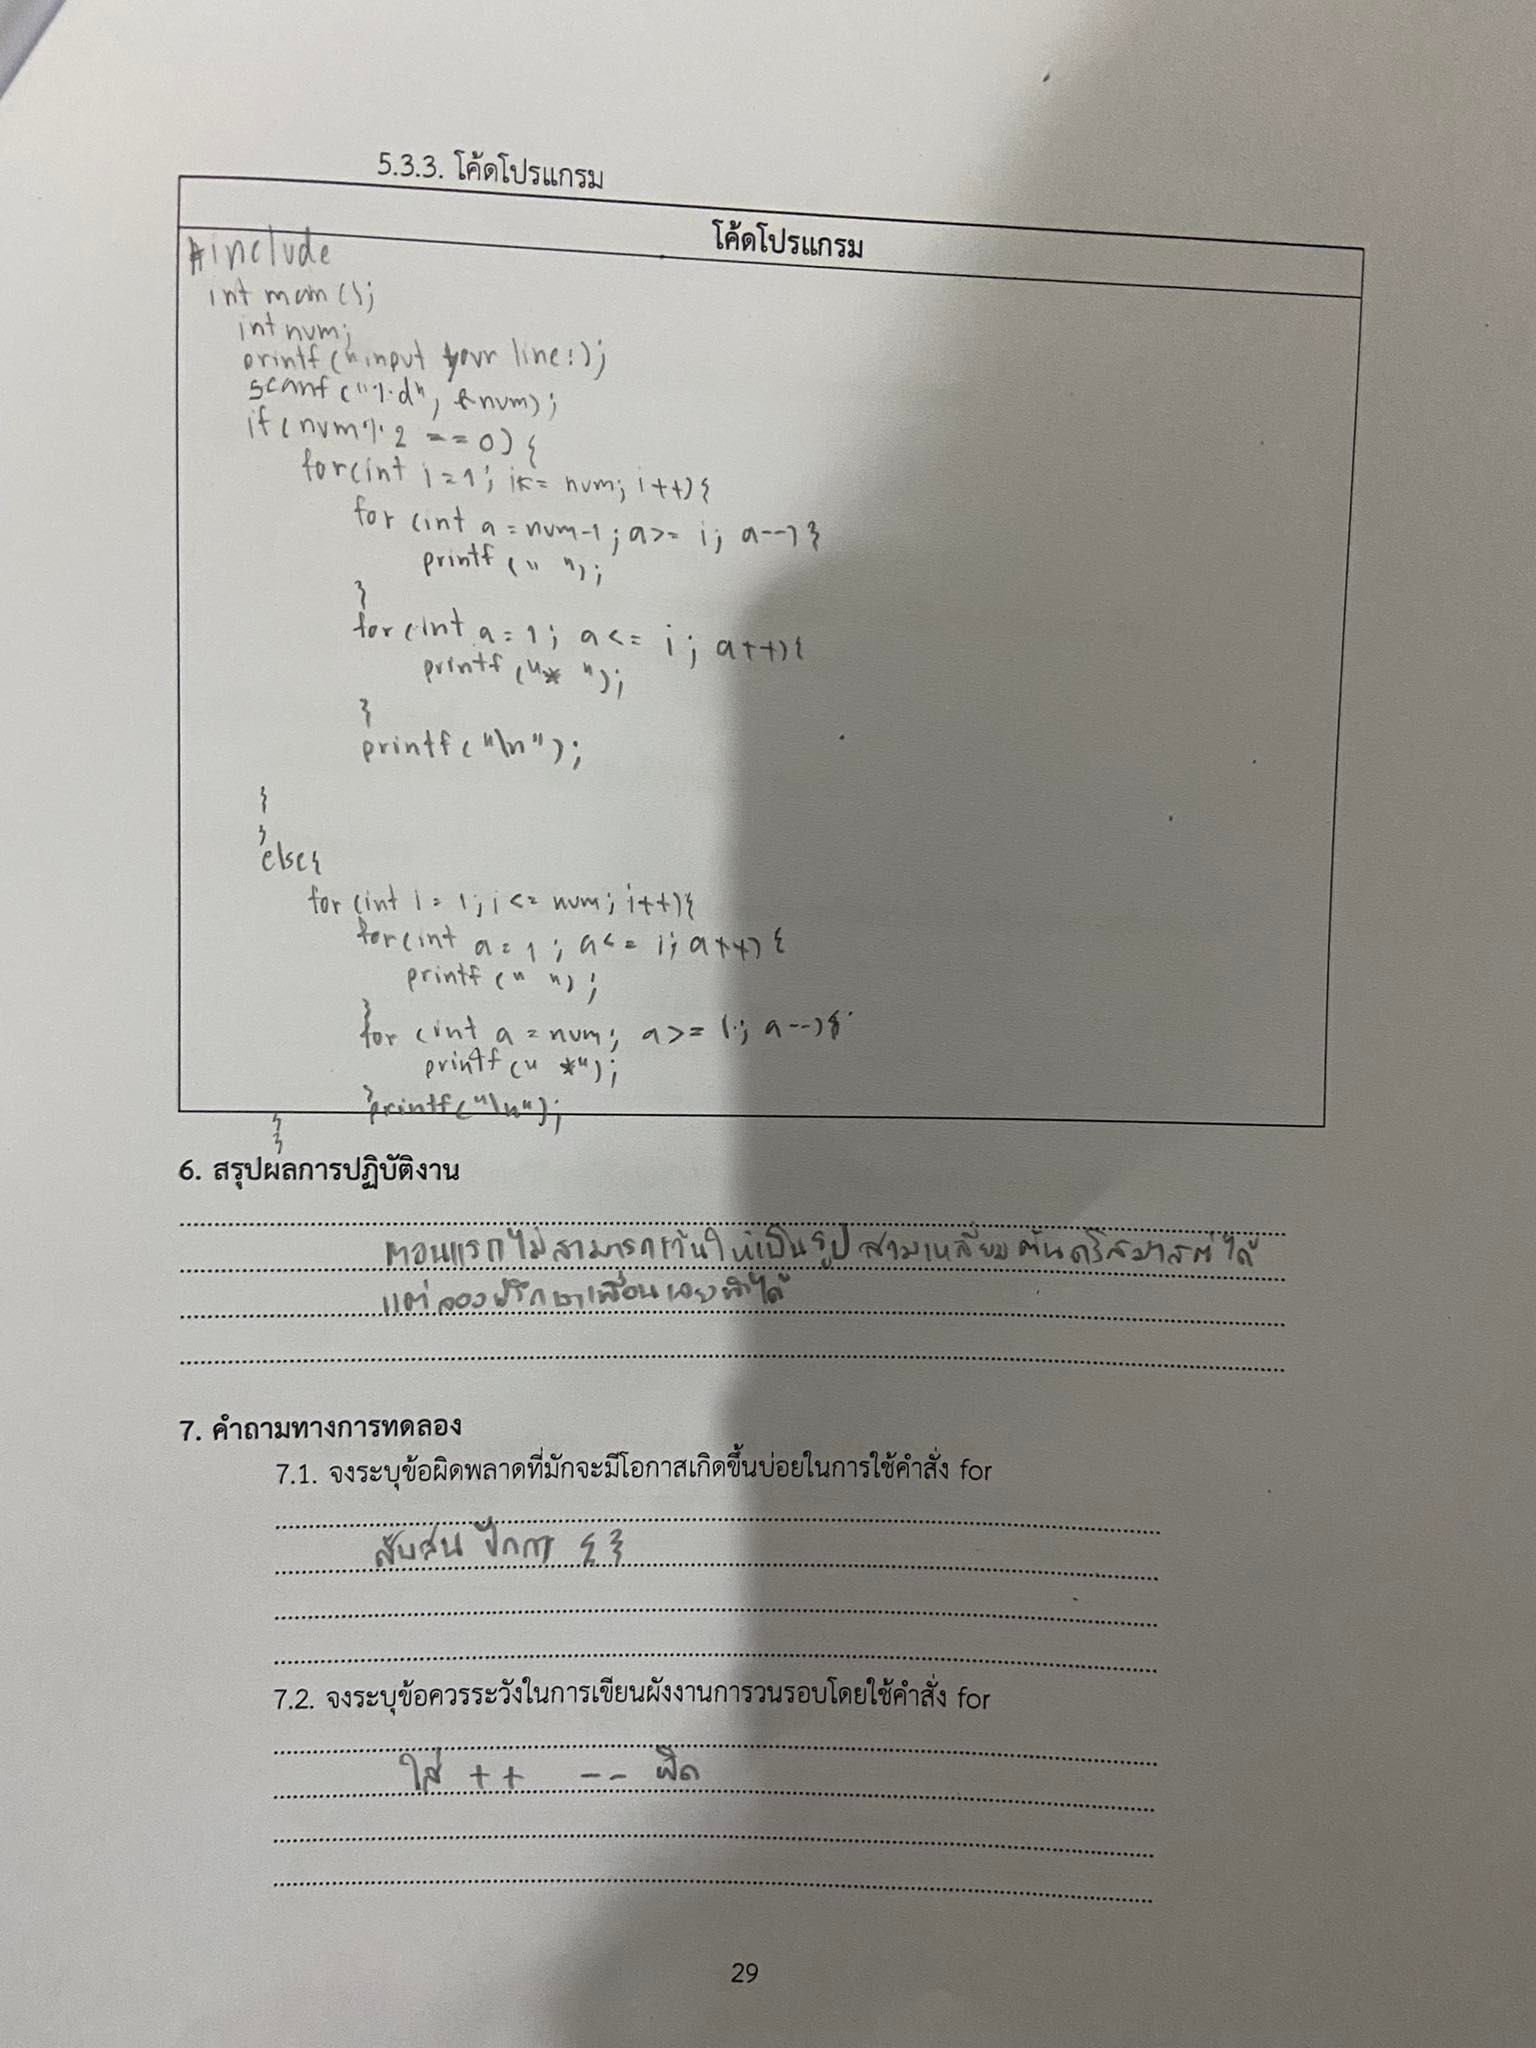 5.3.3. โค้ดโปรแกรม
โค้ดโปรแกรม
#include
int main();
int num;
printf("input your line:);
scanf("%d", &num);
if(num%2 ==0){
for(int i=1; i<= num; i++){
for (int a=num-1; a>= i; a--){
printf(" ");
}
for(int a=1; a<= i; a++){
printf("* ");
}
printf("\n");
}
}
else{
for(int i= 1; i<= num; i++){
for(int a=1; a<= i; a++){
printf(" ");
}
for (int a=num; a>= i; a--){
printf(" *");
}printf("\n");
}
}
6. สรุปผลการปฏิบัติงาน
ตอนแรกไม่สามารถเว้นให้เป็นรูปสามเหลี่ยมต้นคริสมาสต์ได้
แต่ลองปรึกษาเพื่อนเลยทำได้
7. คำถามทางการทดลอง
7.1. จงระบุข้อผิดพลาดที่มักจะมีโอกาสเกิดขึ้นบ่อยในการใช้คำสั่ง for
สับสน ปีกกา { }
7.2. จงระบุข้อควรระวังในการเขียนผังงานการวนรอบโดยใช้คำสั่ง for
ใส่ ++ -- ผิด
29